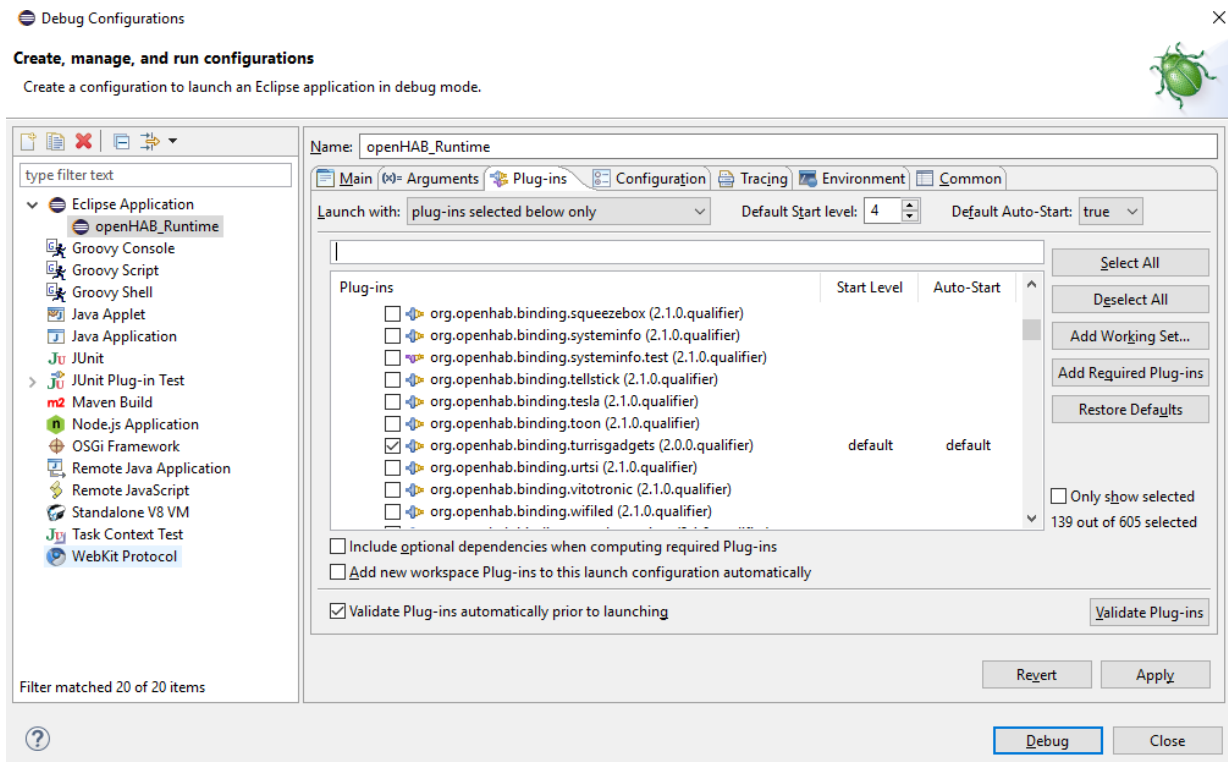 Debug Configurations
Create, manage, and run configurations
Create a configuration to launch an Eclipse application in debug mode.
type filter text
Eclipse Application
openHAB_Runtime
Groovy Console
Groovy Script
Groovy Shell
Java Applet
Java Application
JUnit
JUnit Plug-in Test
Maven Build
Node.js Application
OSGi Framework
Remote Java Application
Remote JavaScript
Standalone V8 VM
Task Context Test
WebKit Protocol
Filter matched 20 of 20 items
Name: openHAB_Runtime
Main Arguments Plug-ins Configuration Tracing Environment Common
Launch with: plug-ins selected below only Default Start level: 4 Default Auto-Start: true
Plug-ins Start Level Auto-Start
org.openhab.binding.squeezebox (2.1.0.qualifier)
org.openhab.binding.systeminfo (2.1.0.qualifier)
org.openhab.binding.systeminfo.test (2.1.0.qualifier)
org.openhab.binding.tellstick (2.1.0.qualifier)
org.openhab.binding.tesla (2.1.0.qualifier)
org.openhab.binding.toon (2.1.0.qualifier)
org.openhab.binding.turrisgadgets (2.0.0.qualifier) default default
org.openhab.binding.urtsi (2.1.0.qualifier)
org.openhab.binding.vitotronic (2.1.0.qualifier)
org.openhab.binding.wifiled (2.1.0.qualifier)
Select All
Deselect All
Add Working Set...
Add Required Plug-ins
Restore Defaults
Only show selected
139 out of 605 selected
Include optional dependencies when computing required Plug-ins
Add new workspace Plug-ins to this launch configuration automatically
Validate Plug-ins automatically prior to launching
Validate Plug-ins
Revert Apply
Debug Close